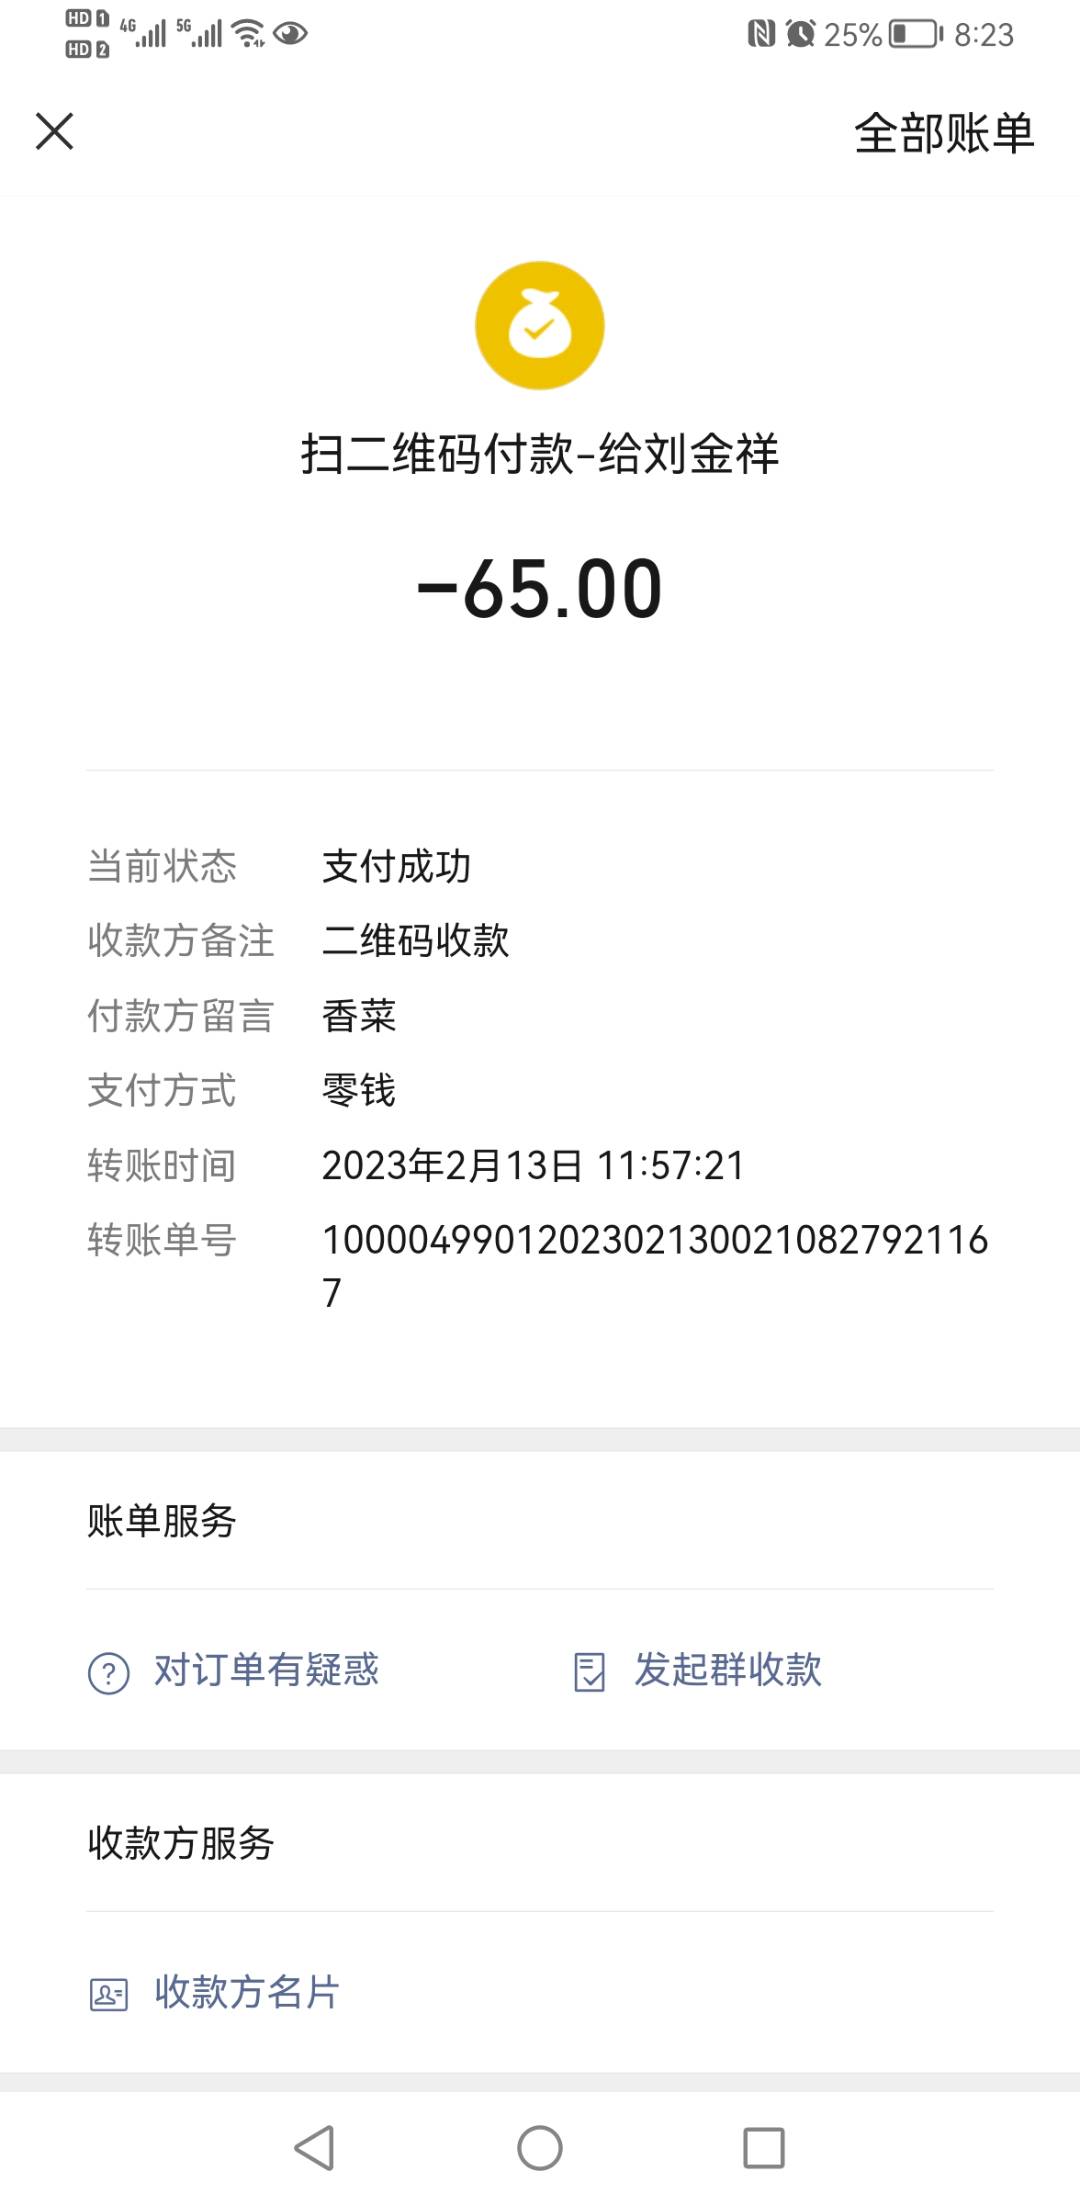 HD 1 4G 5G
HD 2
25% 8:23
全部账单
扫二维码付款-给刘金祥
-65.00
当前状态 支付成功
收款方备注 二维码收款
付款方留言 香菜
支付方式 零钱
转账时间 2023年2月13日 11:57:21
转账单号 100004990120230213002108279211​6
7
账单服务
对订单有疑惑 发起群收款
收款方服务
收款方名片